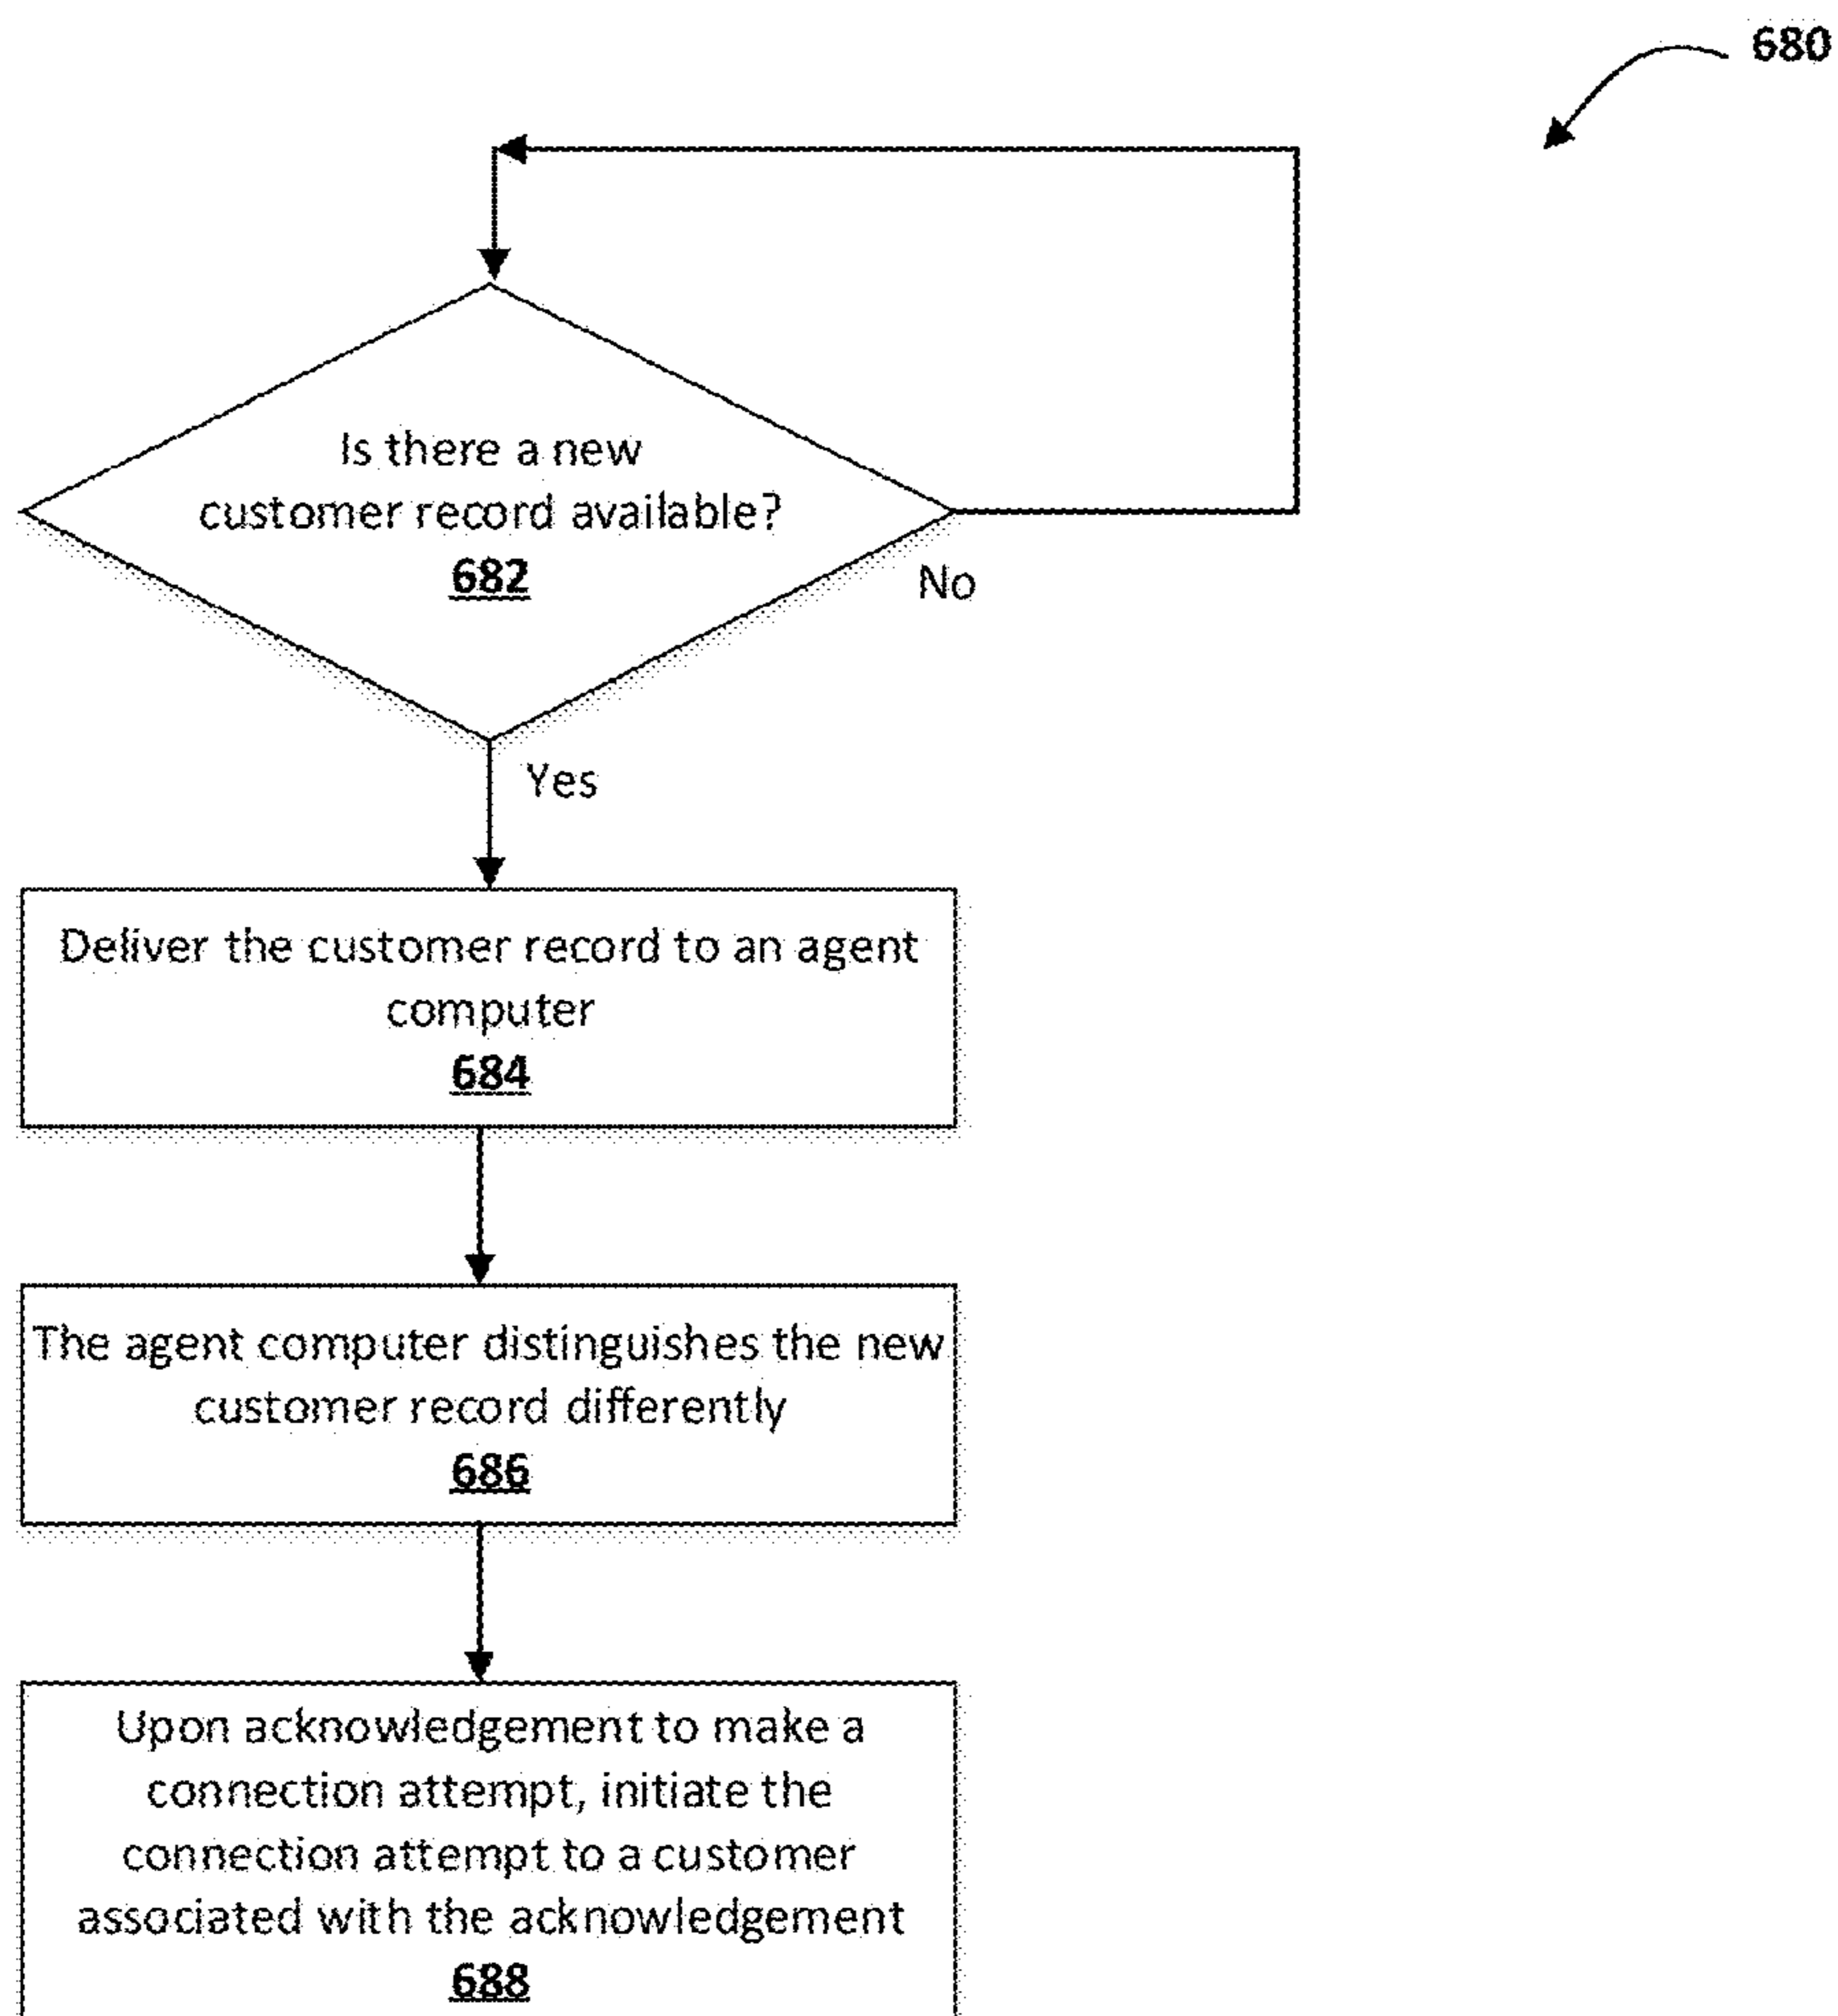 680
Is there a new
customer record available?
682
No
Yes
Deliver the customer record to an agent
computer
684
The agent computer distinguishes the new
customer record differently
686
Upon acknowledgement to make a
connection attempt, initiate the
connection attempt to a customer
associated with the acknowledgement
688